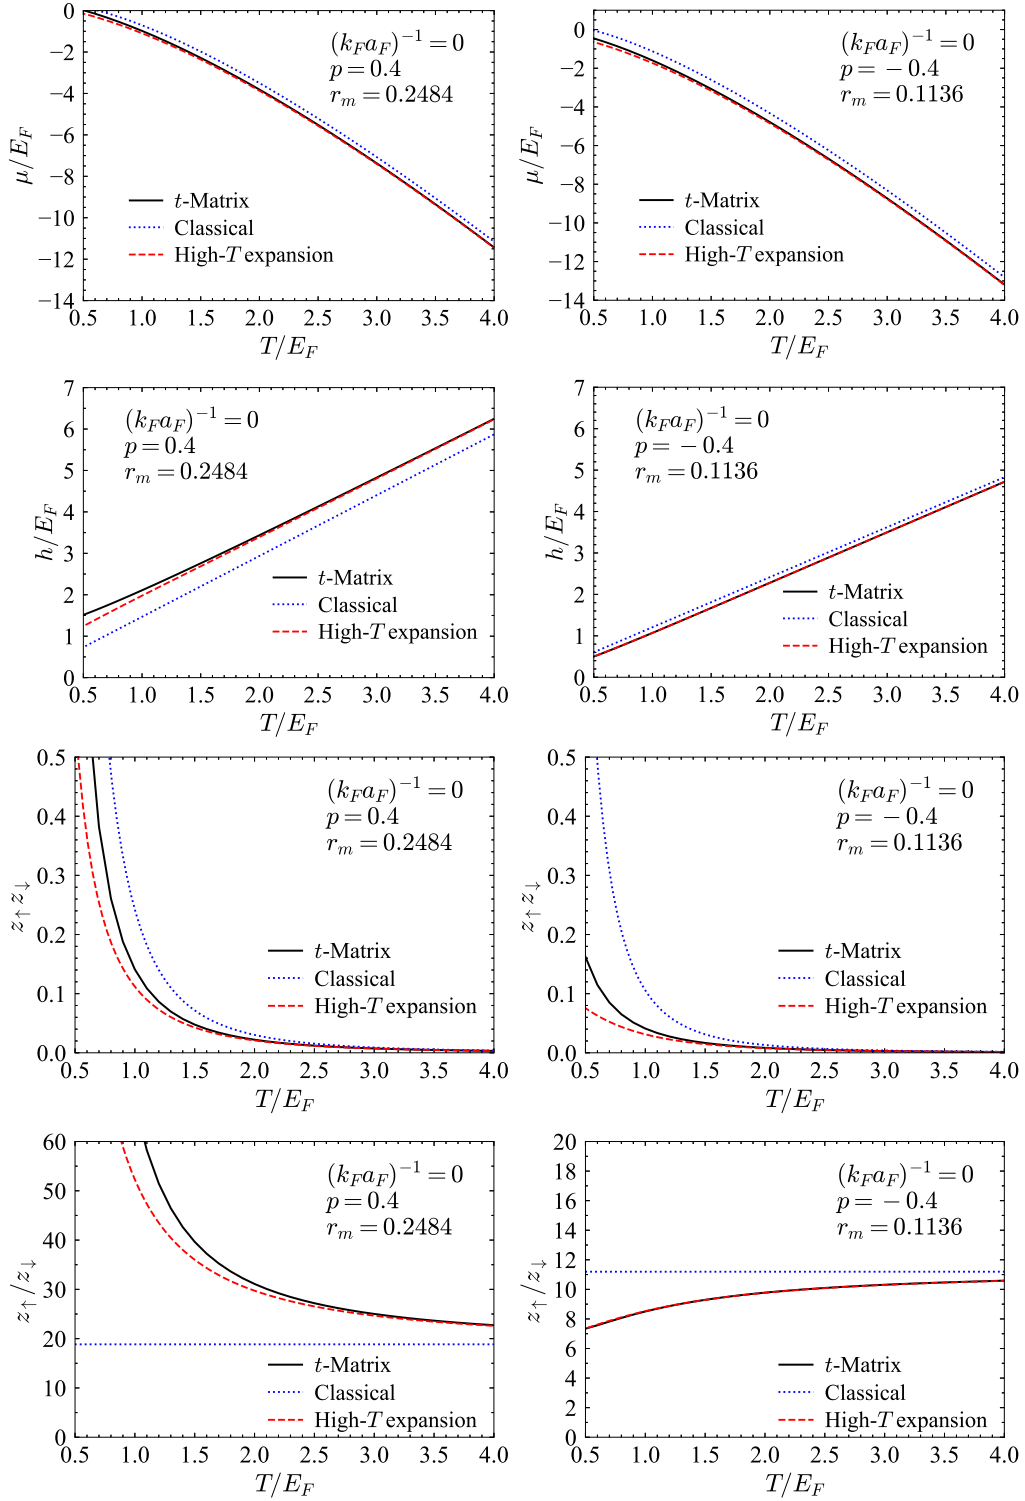 0
−2
−4
−6
−8
−10
−12
−14
μ/E_F
(k_F a_F)⁻¹ = 0
p = 0.4
r_m = 0.2484
t-Matrix
Classical
High-T expansion
0.5 1.0 1.5 2.0 2.5 3.0 3.5 4.0
T/E_F
0
−2
−4
−6
−8
−10
−12
−14
μ/E_F
(k_F a_F)⁻¹ = 0
p = −0.4
r_m = 0.1136
t-Matrix
Classical
High-T expansion
0.5 1.0 1.5 2.0 2.5 3.0 3.5 4.0
T/E_F
7
6
5
4
3
2
1
0
h/E_F
(k_F a_F)⁻¹ = 0
p = 0.4
r_m = 0.2484
t-Matrix
Classical
High-T expansion
0.5 1.0 1.5 2.0 2.5 3.0 3.5 4.0
T/E_F
7
6
5
4
3
2
1
0
h/E_F
(k_F a_F)⁻¹ = 0
p = −0.4
r_m = 0.1136
t-Matrix
Classical
High-T expansion
0.5 1.0 1.5 2.0 2.5 3.0 3.5 4.0
T/E_F
0.5
0.4
0.3
0.2
0.1
0.0
z↑z↓
(k_F a_F)⁻¹ = 0
p = 0.4
r_m = 0.2484
t-Matrix
Classical
High-T expansion
0.5 1.0 1.5 2.0 2.5 3.0 3.5 4.0
T/E_F
0.5
0.4
0.3
0.2
0.1
0.0
z↑z↓
(k_F a_F)⁻¹ = 0
p = −0.4
r_m = 0.1136
t-Matrix
Classical
High-T expansion
0.5 1.0 1.5 2.0 2.5 3.0 3.5 4.0
T/E_F
60
50
40
30
20
10
0
z↑/z↓
(k_F a_F)⁻¹ = 0
p = 0.4
r_m = 0.2484
t-Matrix
Classical
High-T expansion
0.5 1.0 1.5 2.0 2.5 3.0 3.5 4.0
T/E_F
20
18
16
14
12
10
8
6
4
2
0
z↑/z↓
(k_F a_F)⁻¹ = 0
p = −0.4
r_m = 0.1136
t-Matrix
Classical
High-T expansion
0.5 1.0 1.5 2.0 2.5 3.0 3.5 4.0
T/E_F